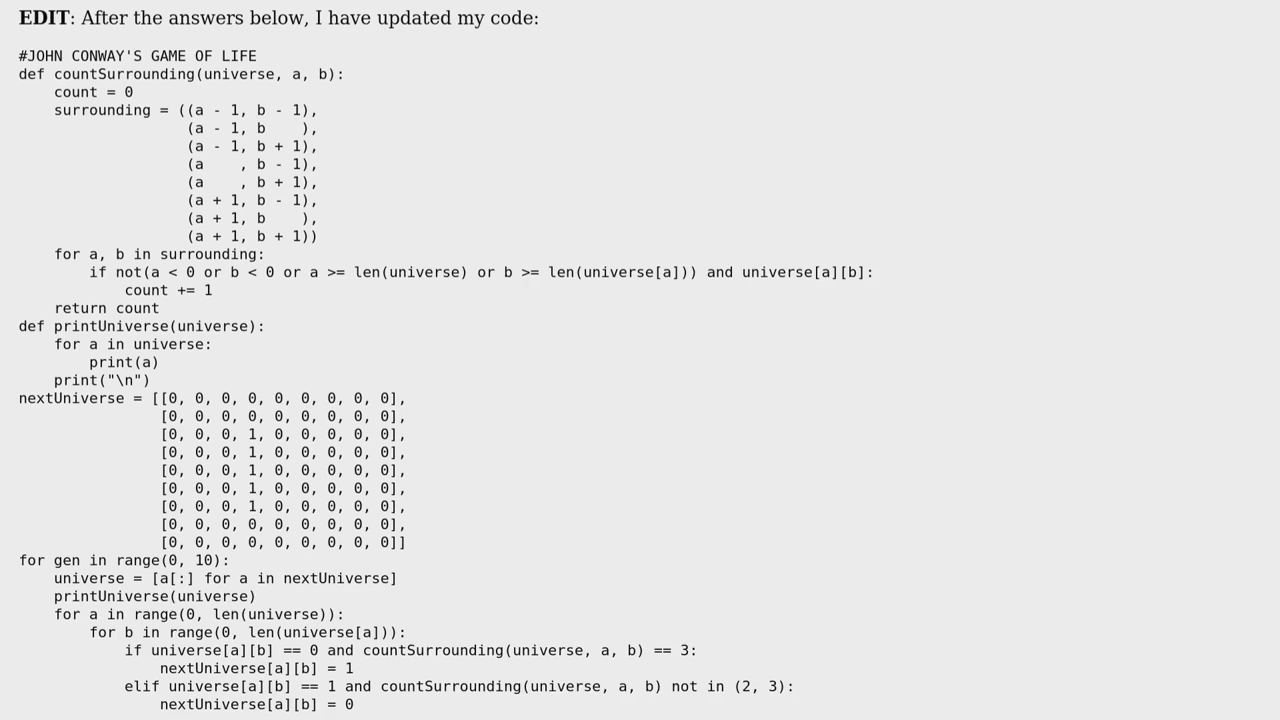 EDIT: After the answers below, I have updated my code:
#JOHN CONWAY'S GAME OF LIFE
def countSurrounding(universe, a, b):
    count = 0
    surrounding = ((a - 1, b - 1),
                   (a - 1, b    ),
                   (a - 1, b + 1),
                   (a    , b - 1),
                   (a    , b + 1),
                   (a + 1, b - 1),
                   (a + 1, b    ),
                   (a + 1, b + 1))
    for a, b in surrounding:
        if not(a < 0 or b < 0 or a >= len(universe) or b >= len(universe[a])) and universe[a][b]:
            count += 1
    return count
def printUniverse(universe):
    for a in universe:
        print(a)
    print("\n")
nextUniverse = [[0, 0, 0, 0, 0, 0, 0, 0, 0],
                [0, 0, 0, 0, 0, 0, 0, 0, 0],
                [0, 0, 0, 1, 0, 0, 0, 0, 0],
                [0, 0, 0, 1, 0, 0, 0, 0, 0],
                [0, 0, 0, 1, 0, 0, 0, 0, 0],
                [0, 0, 0, 1, 0, 0, 0, 0, 0],
                [0, 0, 0, 1, 0, 0, 0, 0, 0],
                [0, 0, 0, 0, 0, 0, 0, 0, 0],
                [0, 0, 0, 0, 0, 0, 0, 0, 0]]
for gen in range(0, 10):
    universe = [a[:] for a in nextUniverse]
    printUniverse(universe)
    for a in range(0, len(universe)):
        for b in range(0, len(universe[a])):
            if universe[a][b] == 0 and countSurrounding(universe, a, b) == 3:
                nextUniverse[a][b] = 1
            elif universe[a][b] == 1 and countSurrounding(universe, a, b) not in (2, 3):
                nextUniverse[a][b] = 0